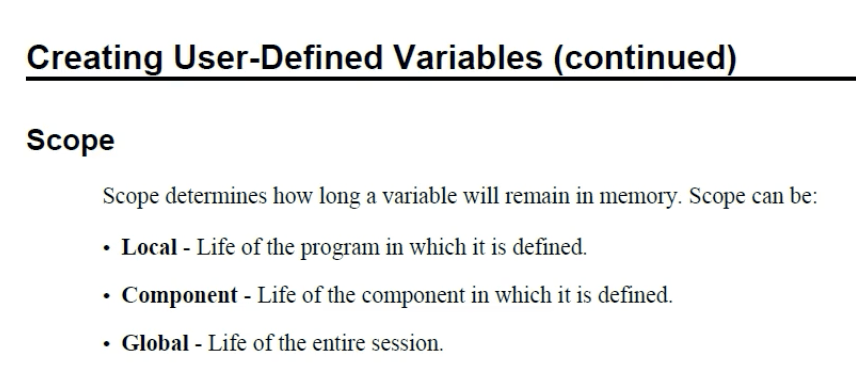 Creating User-Defined Variables (continued)
Scope
Scope determines how long a variable will remain in memory. Scope can be:
• Local - Life of the program in which it is defined.
• Component - Life of the component in which it is defined.
• Global - Life of the entire session.